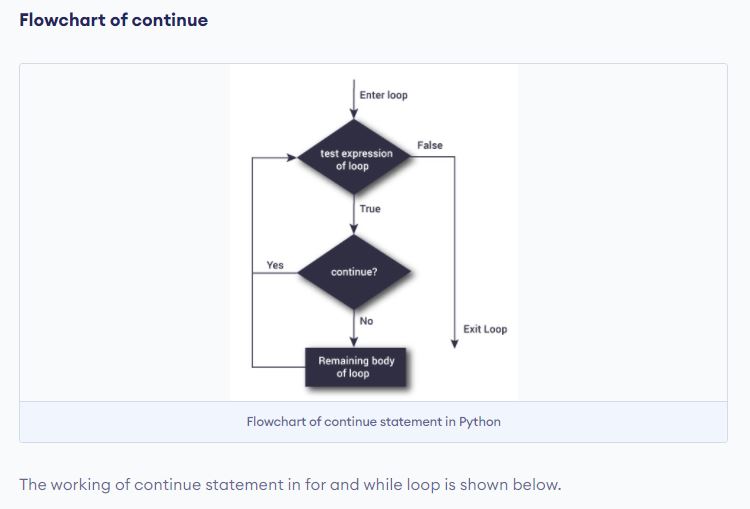 Flowchart of continue
Enter loop
test expression
of loop
False
True
Yes
continue?
No
Exit Loop
Remaining body
of loop
Flowchart of continue statement in Python
The working of continue statement in for and while loop is shown below.